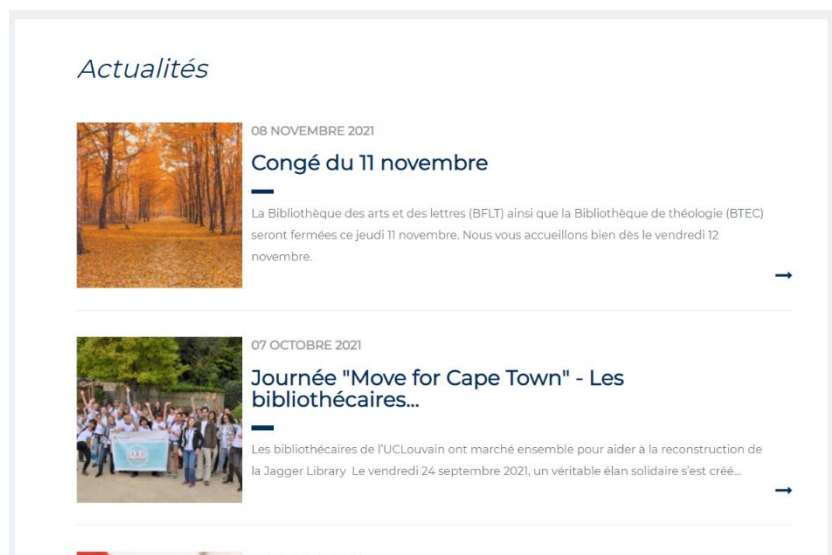 Actualités
08 NOVEMBRE 2021
Congé du 11 novembre
La Bibliothèque des arts et des lettres (BFLT) ainsi que la Bibliothèque de théologie (BTEC)
seront fermées ce jeudi 11 novembre. Nous vous accueillons bien dès le vendredi 12
novembre.
07 OCTOBRE 2021
Journée "Move for Cape Town" - Les
bibliothécaires...
Les bibliothécaires de l'UCLouvain ont marché ensemble pour aider à la reconstruction de
la Jagger Library Le vendredi 24 septembre 2021, un véritable élan solidaire s'est créé...